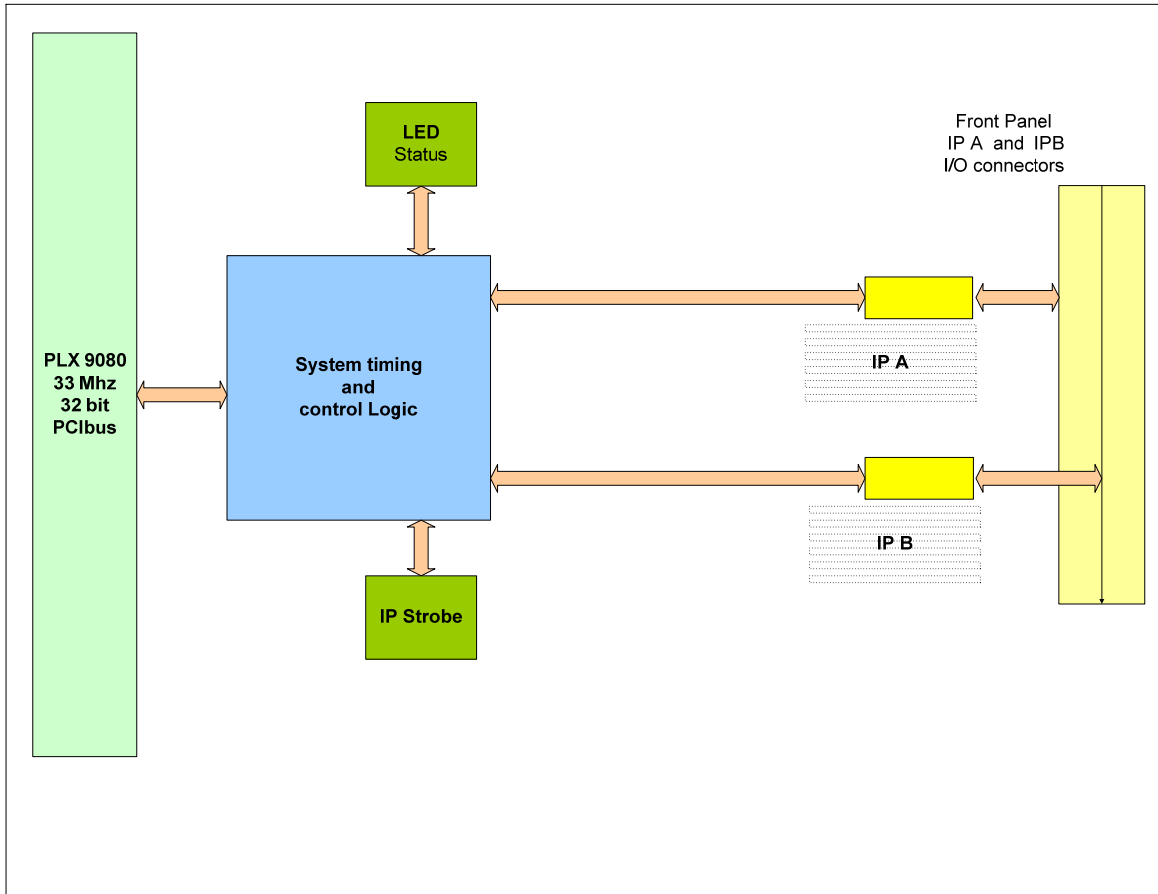 LED
Status
Front Panel
IP A and IPB
I/O connectors
PLX 9080
33 Mhz
32 bit
PCIbus
System timing
and
control Logic
IP A
IP B
IP Strobe